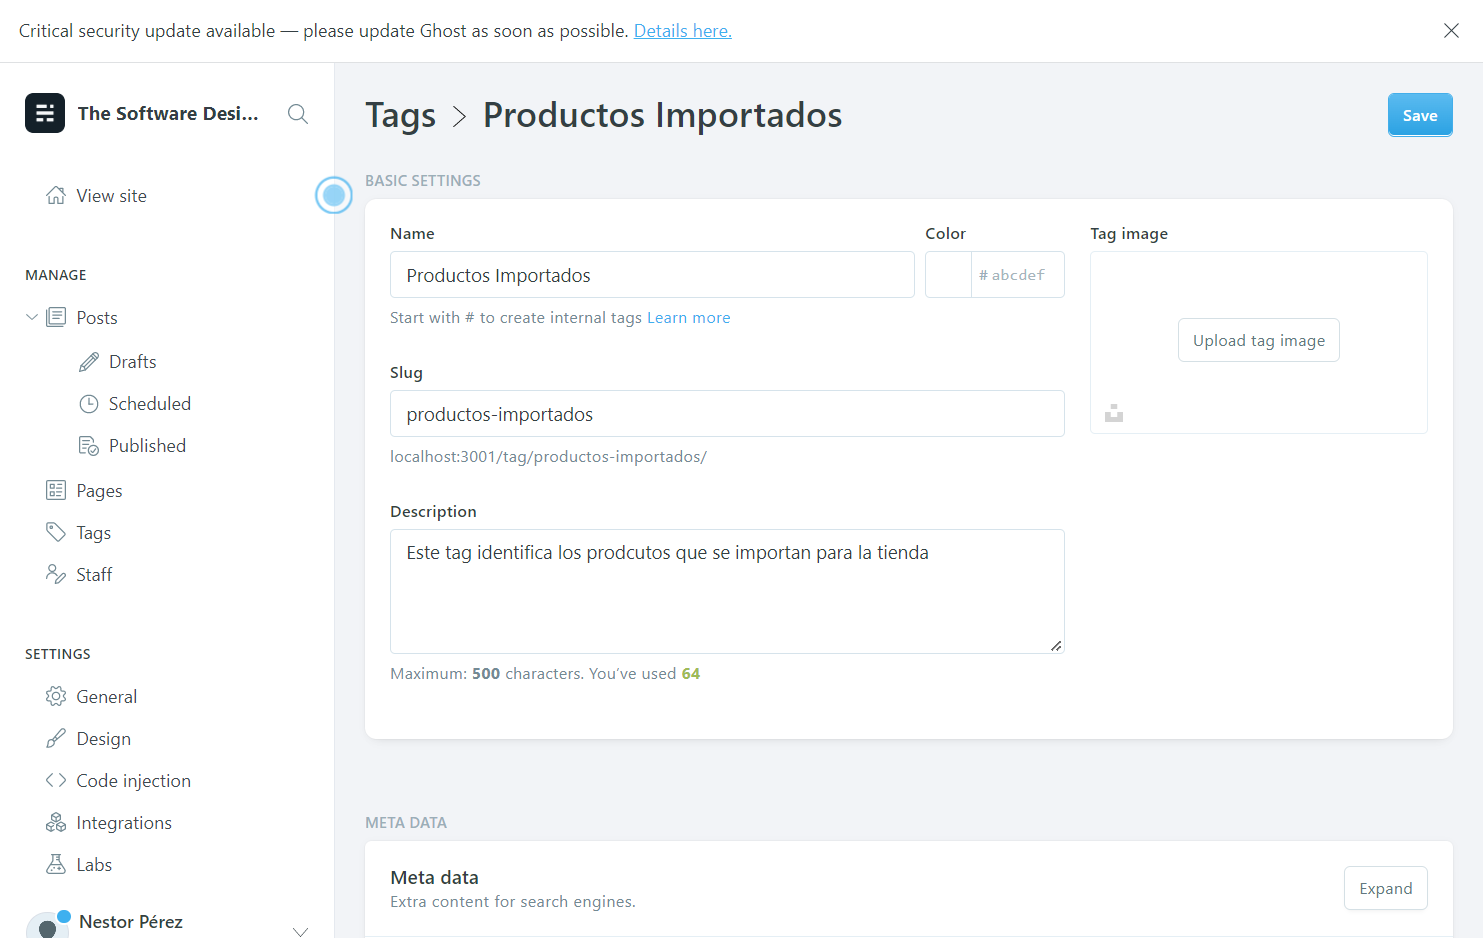 Critical security update available — please update Ghost as soon as possible. Details here.
The Software Desi...
View site
MANAGE
Posts
Drafts
Scheduled
Published
Pages
Tags
Staff
SETTINGS
General
Design
Code injection
Integrations
Labs
Nestor Pérez
Tags > Productos Importados
Save
BASIC SETTINGS
Name
Productos Importados
Start with # to create internal tags Learn more
Color
# abcdef
Slug
productos-importados
localhost:3001/tag/productos-importados/
Description
Este tag identifica los prodcutos que se importan para la tienda
Maximum: 500 characters. You’ve used 64
Tag image
Upload tag image
META DATA
Meta data
Extra content for search engines.
Expand